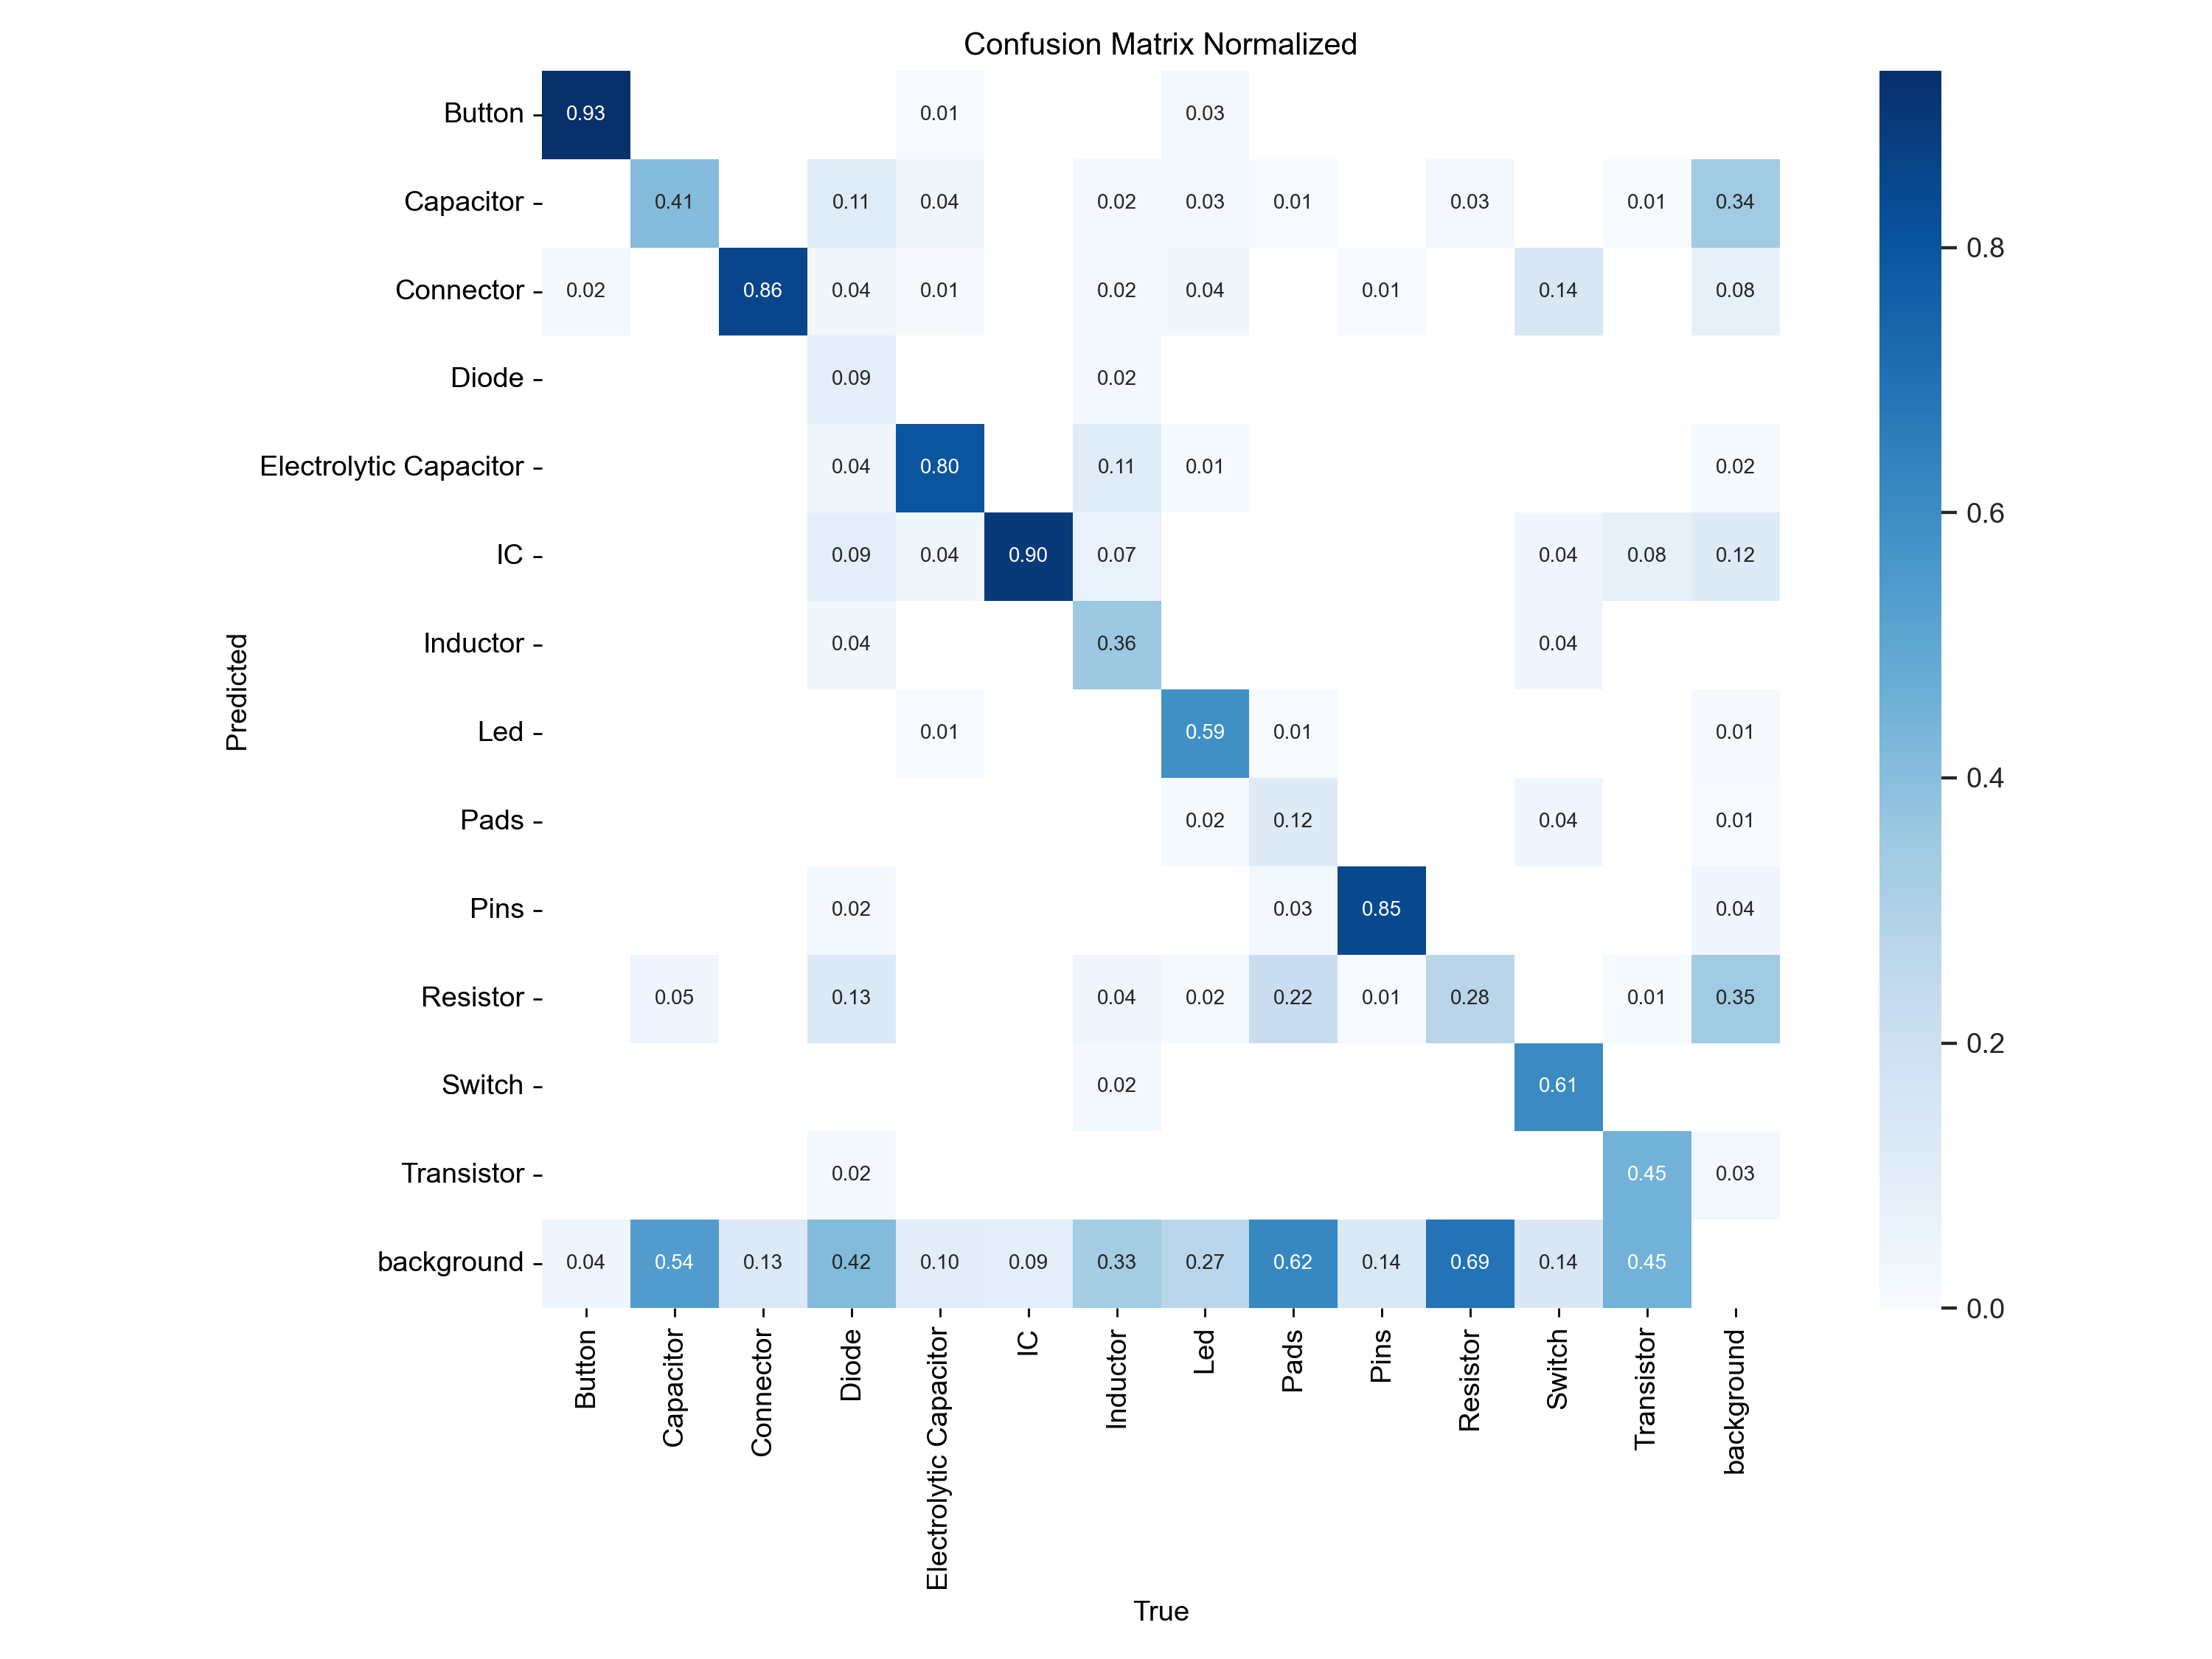 Confusion Matrix Normalized
Button 0.93 0.01 0.03
Capacitor 0.41 0.11 0.04 0.02 0.03 0.01 0.03 0.01 0.34
0.8
Connector 0.02 0.86 0.04 0.01 0.02 0.04 0.01 0.14 0.08
Diode 0.09 0.02
Electrolytic Capacitor 0.04 0.80 0.11 0.01 0.02
0.6
IC 0.09 0.04 0.90 0.07 0.04 0.08 0.12
Inductor 0.04 0.36 0.04
Predicted
Led 0.01 0.59 0.01 0.01
0.4
Pads 0.02 0.12 0.04 0.01
Pins 0.02 0.03 0.85 0.04
Resistor 0.05 0.13 0.04 0.02 0.22 0.01 0.28 0.01 0.35
0.2
Switch 0.02 0.61
Transistor 0.02 0.45 0.03
background 0.04 0.54 0.13 0.42 0.10 0.09 0.33 0.27 0.62 0.14 0.69 0.14 0.45
0.0
Button
Capacitor
Connector
Diode
Electrolytic Capacitor
IC
Inductor
Led
Pads
Pins
Resistor
Switch
Transistor
background
True